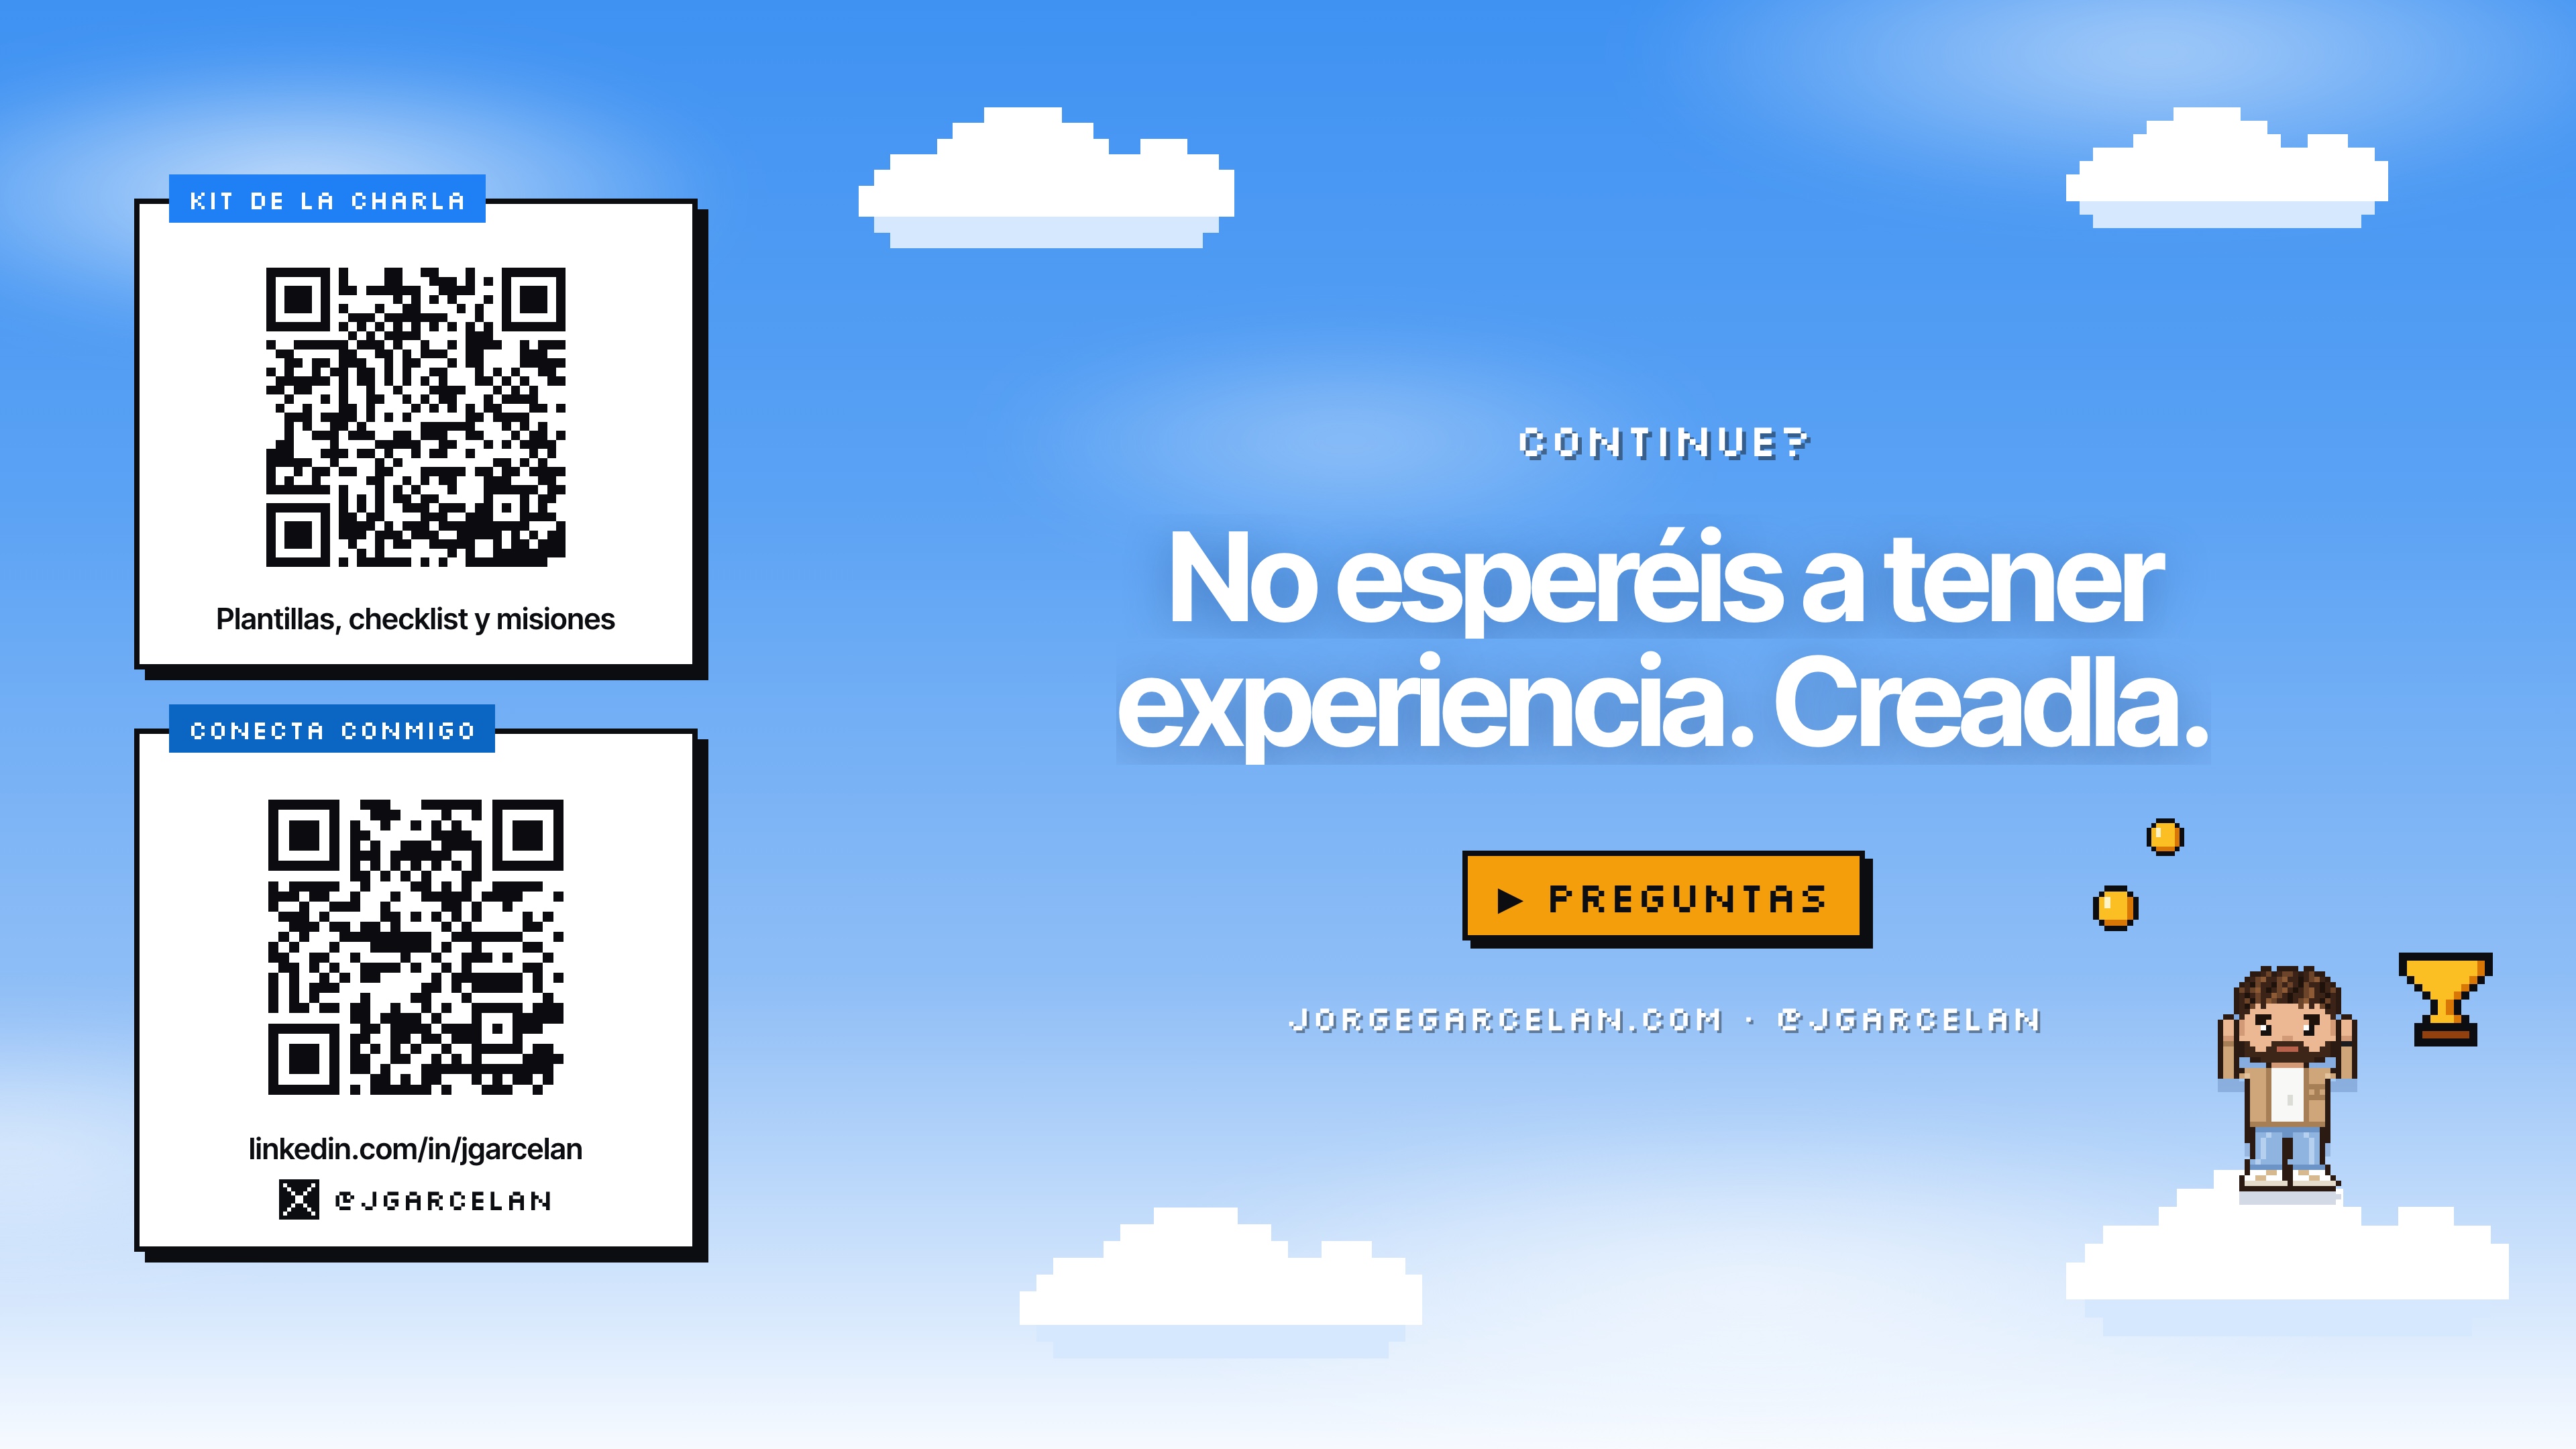 KIT DE LA CHARLA
Plantillas, checklist y misiones
CONECTA CONMIGO
linkedin.com/in/jgarcelan
@JGARCELAN
CONTINUE?
No esperéis a tener
experiencia. Creadla.
▶ PREGUNTAS
JORGEGARCELAN.COM · @JGARCELAN